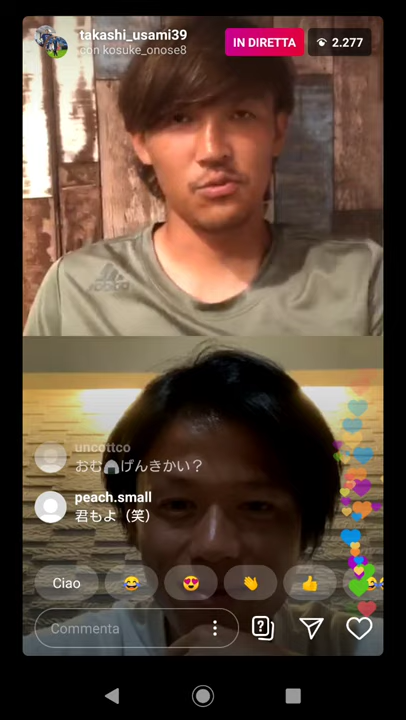 takashi_usami39
con kosuke_onose8
IN DIRETTA
2.277
adidas
uncottco
おむ🍙げんきかい？
peach.small
君もよ（笑）
Ciao
Commenta